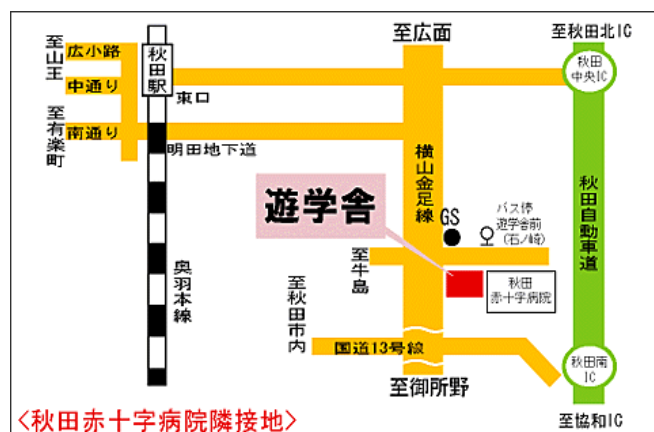 至広面
至秋田北IC
至山王
広小路
秋田駅
秋田
中央IC
中通り
東口
至有楽町
南通り
明田地下道
横山金足線
遊学舎
GS
バス停
遊学舎前
(石ノ崎)
秋田自動車道
至牛島
奥羽本線
至秋田市内
秋田
赤十字病院
国道13号線
秋田南
IC
至御所野
<秋田赤十字病院隣接地>
至協和IC